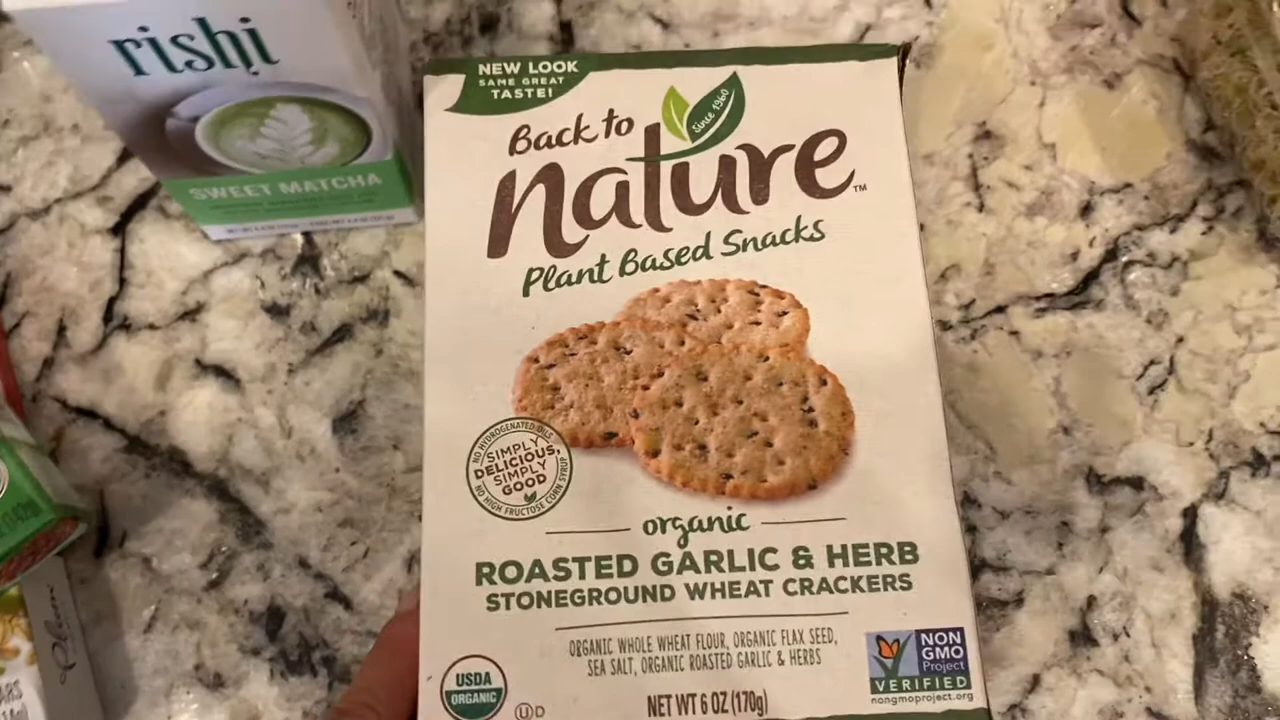 rishi
SWEET MATCHA
NEW LOOK
SAME GREAT
TASTE!
Since 1960
Back to
nature™
Plant Based Snacks
NO HYDROGENATED OILS
SIMPLY
DELICIOUS,
SIMPLY
GOOD
NO HIGH FRUCTOSE CORN SYRUP
organic
ROASTED GARLIC & HERB
STONEGROUND WHEAT CRACKERS
ORGANIC WHOLE WHEAT FLOUR, ORGANIC FLAX SEED,
SEA SALT, ORGANIC ROASTED GARLIC & HERBS
USDA
ORGANIC
U D
NET WT 6 OZ (170g)
NON
GMO
Project
VERIFIED
nongmoproject.org